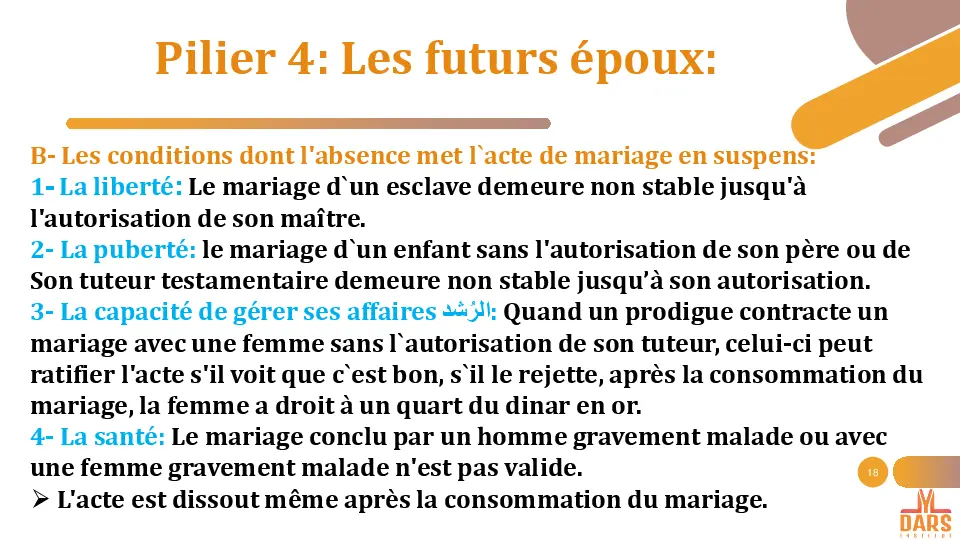 Pilier 4: Les futurs époux:
B- Les conditions dont l'absence met l`acte de mariage en suspens:
1- La liberté: Le mariage d`un esclave demeure non stable jusqu'à
l'autorisation de son maître.
2- La puberté: le mariage d`un enfant sans l'autorisation de son père ou de
Son tuteur testamentaire demeure non stable jusqu’à son autorisation.
3- La capacité de gérer ses affaires الرُشد: Quand un prodigue contracte un
mariage avec une femme sans l`autorisation de son tuteur, celui-ci peut
ratifier l'acte s'il voit que c`est bon, s`il le rejette, après la consommation du
mariage, la femme a droit à un quart du dinar en or.
4- La santé: Le mariage conclu par un homme gravement malade ou avec
une femme gravement malade n'est pas valide.
18
➢ L'acte est dissout même après la consommation du mariage.
DARS
INSTITUT